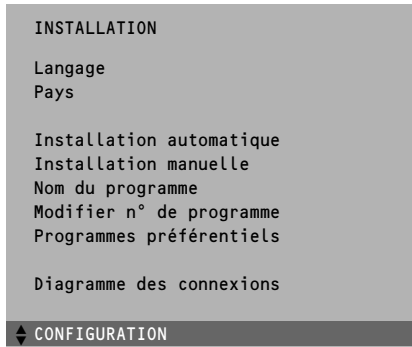 INSTALLATION
Langage
Pays
Installation automatique
Installation manuelle
Nom du programme
Modifier n° de programme
Programmes préférentiels
Diagramme des connexions
CONFIGURATION